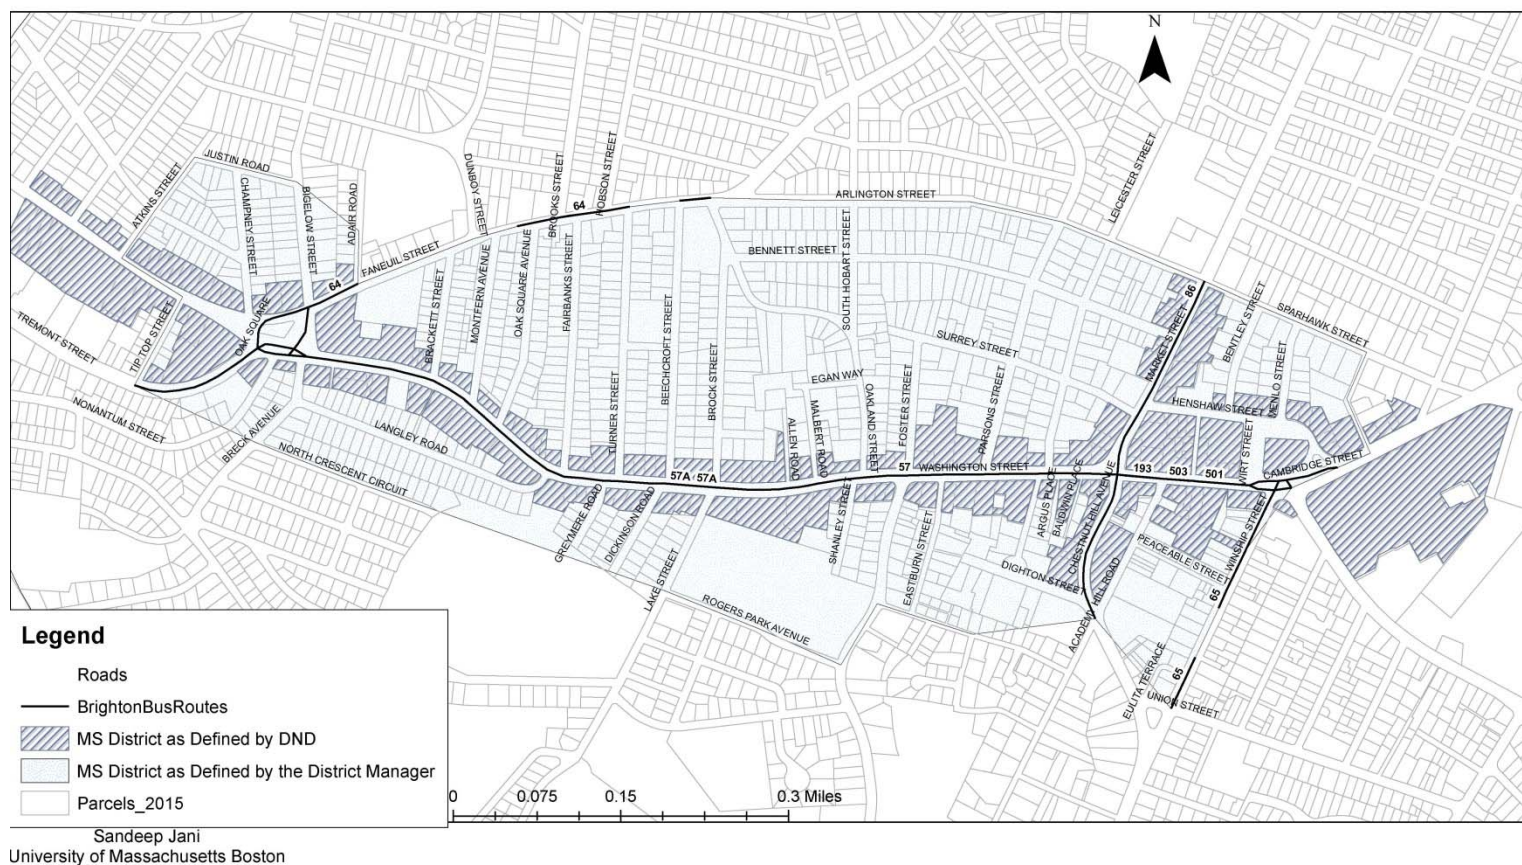 N
JUSTIN ROAD
ATKINS STREET
CHAMPNEY STREET
BIGELOW STREET
ADAIR ROAD
DUNBOY STREET
BROOKS STREET
HOBSON STREET
64
ARLINGTON STREET
LEICESTER STREET
FANEUIL STREET
64
BENNETT STREET
SOUTH HOBART STREET
86
MARKET STREET
BENTLEY STREET
SPARHAWK STREET
OAK SQUARE
TREMONT STREET
TIP TOP STREET
BRACKETT STREET
MONTFERN AVENUE
OAK SQUARE AVENUE
FAIRBANKS STREET
BEECHCROFT STREET
BROCK STREET
TURNER STREET
SURREY STREET
EGAN WAY
ALLEN ROAD
MALBERT ROAD
OAKLAND STREET
FOSTER STREET
PARSONS STREET
HENSHAW STREET
MENLO STREET
WIRT STREET
CAMBRIDGE STREET
NONANTUM STREET
BRECK AVENUE
LANGLEY ROAD
NORTH CRESCENT CIRCUIT
57A
57A
57
WASHINGTON STREET
193
503
501
GREYMERE ROAD
DICKINSON ROAD
LAKE STREET
SHANLEY STREET
EASTBURN STREET
ARGUS PLACE
BALDWIN PLACE
CHESTNUT HILL AVENUE
PEACEABLE STREET
WINSHIP STREET
DIGHTON STREET
ACADEMY HILL ROAD
ROGERS PARK AVENUE
65
65
EULITA TERRACE
UNION STREET
Legend
Roads
BrightonBusRoutes
MS District as Defined by DND
MS District as Defined by the District Manager
Parcels_2015
0 0.075 0.15 0.3 Miles
Sandeep Jani
University of Massachusetts Boston